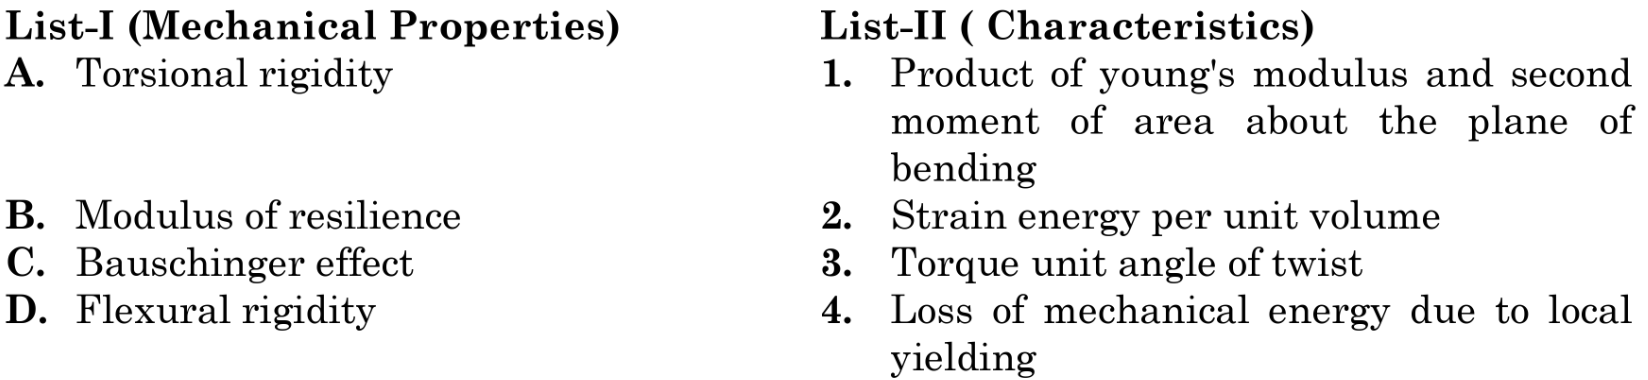 List-I (Mechanical Properties) List-II ( Characteristics)
A. Torsional rigidity 1. Product of young's modulus and second
moment of area about the plane of
bending
B. Modulus of resilience 2. Strain energy per unit volume
C. Bauschinger effect 3. Torque unit angle of twist
D. Flexural rigidity 4. Loss of mechanical energy due to local
yielding